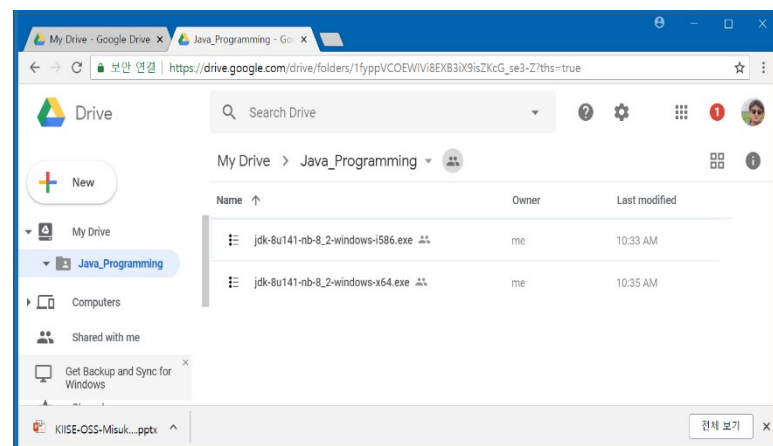 My Drive - Google Drive
Java_Programming - Go
보안 연결 | https://drive.google.com/drive/folders/1fyppVCOEWIVi8EXB3iX9isZKcG_se3-Z?ths=true
Drive
Search Drive
1
New
My Drive > Java_Programming
Name
Owner
Last modified
My Drive
jdk-8u141-nb-8_2-windows-i586.exe
me
10:33 AM
Java_Programming
jdk-8u141-nb-8_2-windows-x64.exe
me
10:35 AM
Computers
Shared with me
Get Backup and Sync for
Windows
KIISE-OSS-Misuk....pptx
전체 보기